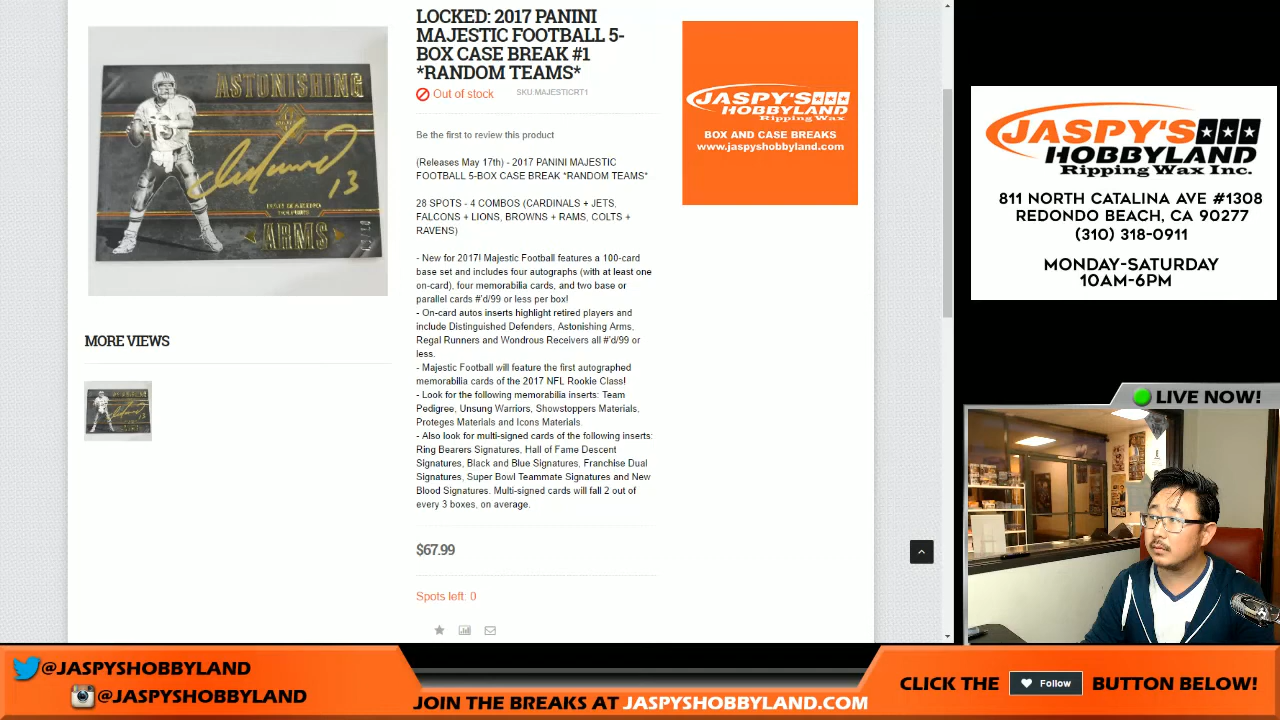 LOCKED: 2017 PANINI
MAJESTIC FOOTBALL 5-
BOX CASE BREAK #1
*RANDOM TEAMS*
Out of stock
SKU MAJESTICRT1
Be the first to review this product
(Releases May 17th) - 2017 PANINI MAJESTIC
FOOTBALL 5-BOX CASE BREAK *RANDOM TEAMS*
28 SPOTS - 4 COMBOS (CARDINALS + JETS,
FALCONS + LIONS, BROWNS + RAMS, COLTS +
RAVENS)
- New for 2017! Majestic Football features a 100-card
base set and includes four autographs (with at least one
on-card), four memorabilia cards, and two base or
parallel cards #'d/99 or less per box!
- On-card autos inserts highlight retired players and
include Distinguished Defenders, Astonishing Arms,
Regal Runners and Wondrous Receivers all #'d/99 or
less.
- Majestic Football will feature the first autographed
memorabilia cards of the 2017 NFL Rookie Class!
- Look for the following memorabilia inserts: Team
Pedigree, Unsung Warriors, Showstoppers Materials,
Proteges Materials and Icons Materials.
- Also look for multi-signed cards of the following inserts:
Ring Bearers Signatures, Hall of Fame Descent
Signatures, Black and Blue Signatures, Franchise Dual
Signatures, Super Bowl Teammate Signatures and New
Blood Signatures. Multi-signed cards will fall 2 out of
every 3 boxes, on average.
$67.99
Spots left: 0
ASTONISHING
13
13
ARMS
MORE VIEWS
JASPY'S
HOBBYLAND
Ripping Wax
BOX AND CASE BREAKS
www.jaspyshobbyland.com
JASPY'S
HOBBYLAND
Ripping Wax Inc.
811 NORTH CATALINA AVE #1308
REDONDO BEACH, CA 90277
(310) 318-0911
MONDAY-SATURDAY
10AM-6PM
LIVE NOW!
@JASPYSHOBBYLAND
@JASPYSHOBBYLAND
JOIN THE BREAKS AT JASPYSHOBBYLAND.COM
CLICK THE Follow BUTTON BELOW!